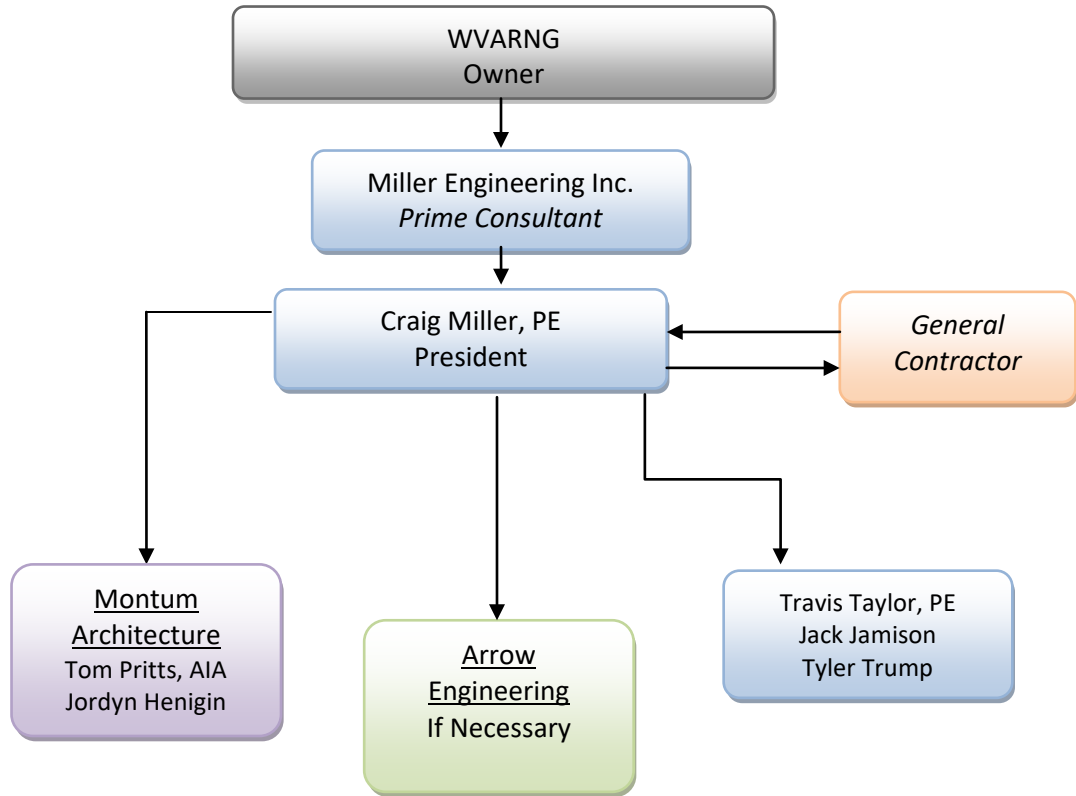 WVARNG
Owner
Miller Engineering Inc.
Prime Consultant
Craig Miller, PE
President
General
Contractor
Montum
Architecture
Tom Pritts, AIA
Jordyn Henigin
Arrow
Engineering
If Necessary
Travis Taylor, PE
Jack Jamison
Tyler Trump